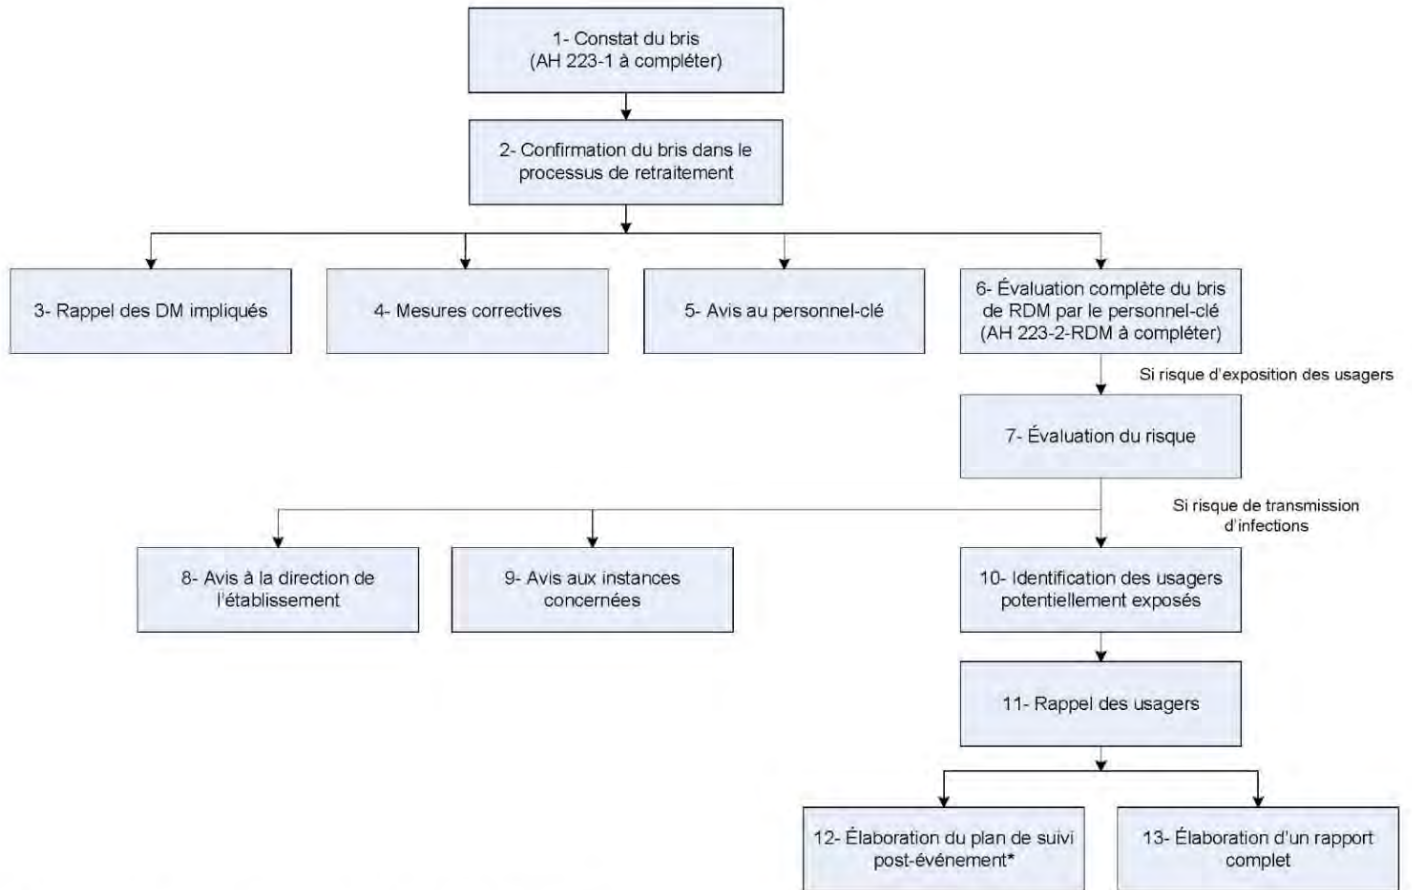 1- Constat du bris
(AH 223-1 à compléter)
2- Confirmation du bris dans le
processus de retraitement
3- Rappel des DM impliqués
4- Mesures correctives
5- Avis au personnel-clé
6- Évaluation complète du bris
de RDM par le personnel-clé
(AH 223-2-RDM à compléter)
Si risque d'exposition des usagers
7- Évaluation du risque
Si risque de transmission
d'infections
8- Avis à la direction de
l'établissement
9- Avis aux instances
concernées
10- Identification des usagers
potentiellement exposés
11- Rappel des usagers
12- Élaboration du plan de suivi
post-événement*
13- Élaboration d'un rapport
complet